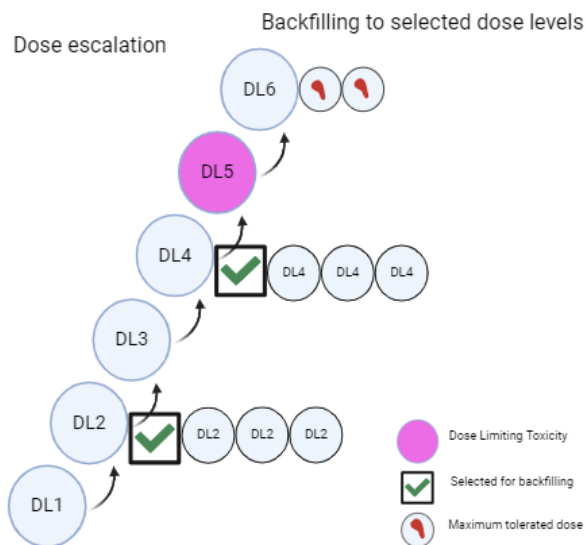 Backfilling to selected dose levels
Dose escalation
DL6
DL5
DL4
DL4 DL4 DL4
DL3
DL2
DL2 DL2 DL2
DL1
Dose Limiting Toxicity
Selected for backfilling
Maximum tolerated dose